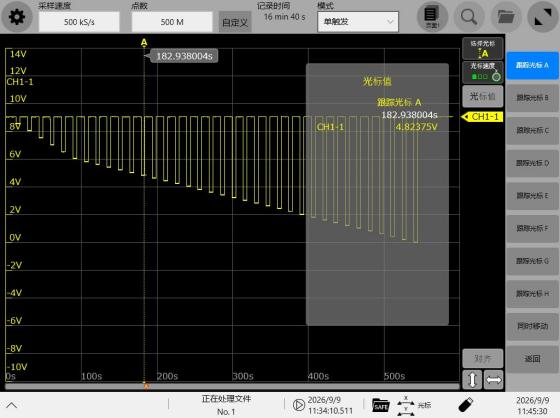 采样速度
点数
记录时间
模式
500 kS/s
500 M
自定义
16 min 40 s
单触发
A
182.938004s
选择光标
A
光标速度
光标值
CH1-1
14V
12V
CH1-1
10V
8V
6V
4V
2V
0V
-2V
-4V
-6V
-8V
-10V
0s
100s
200s
300s
400s
500s
光标值
跟踪光标 A
182.938004s
CH1-1
4.82375V
跟踪光标 A
跟踪光标 B
跟踪光标 C
跟踪光标 D
跟踪光标 E
跟踪光标 F
跟踪光标 G
跟踪光标 H
同时移动
返回
对齐
正在处理文件
No. 1
2026/9/9
11:34:10.511
SAFE
X
Y
光标
2026/9/9
11:45:30